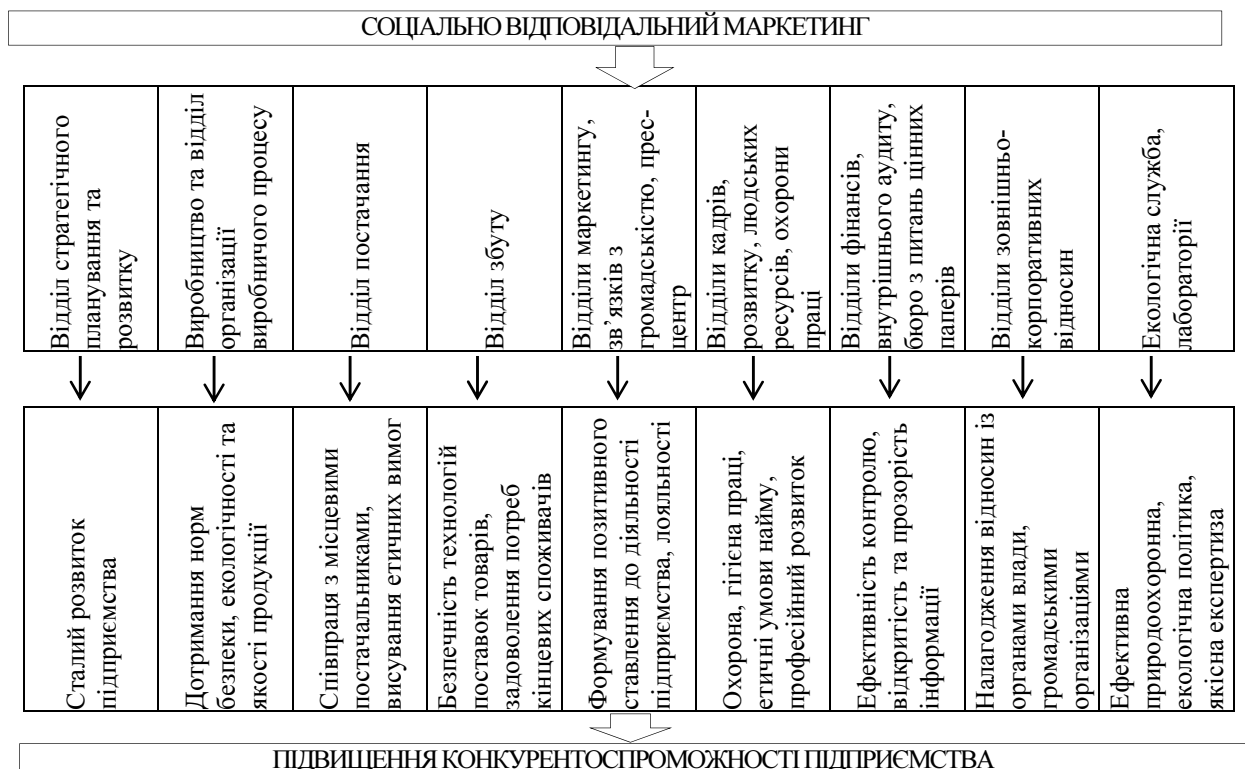 СОЦІАЛЬНО ВІДПОВІДАЛЬНИЙ МАРКЕТИНГ
Відділ стратегічного
планування та
розвитку
Виробництво та відділ
організації
виробничого процесу
Відділ постачання
Відділ збуту
Відділи маркетингу,
зв’язків з
громадськістю, прес-
центр
Відділи кадрів,
розвитку, людських
ресурсів, охорони
праці
Відділи фінансів,
внутрішнього аудиту,
бюро з питань цінних
паперів
Відділи зовнішньо-
корпоративних
відносин
Екологічна служба,
лабораторії
Сталий розвиток
підприємства
Дотримання норм
безпеки, екологічності та
якості продукції
Співпраця з місцевими
постачальниками,
висування етичних вимог
Безпечність технологій
поставок товарів,
задоволення потреб
кінцевих споживачів
Формування позитивного
ставлення до діяльності
підприємства, лояльності
Охорона, гігієна праці,
етичні умови найму,
професійний розвиток
Ефективність контролю,
відкритість та прозорість
інформації
Налагодження відносин із
органами влади,
громадськими
організаціями
Ефективна
природоохоронна,
екологічна політика,
якісна експертиза
ПІДВИЩЕННЯ КОНКУРЕНТОСПРОМОЖНОСТІ ПІДПРИЄМСТВА